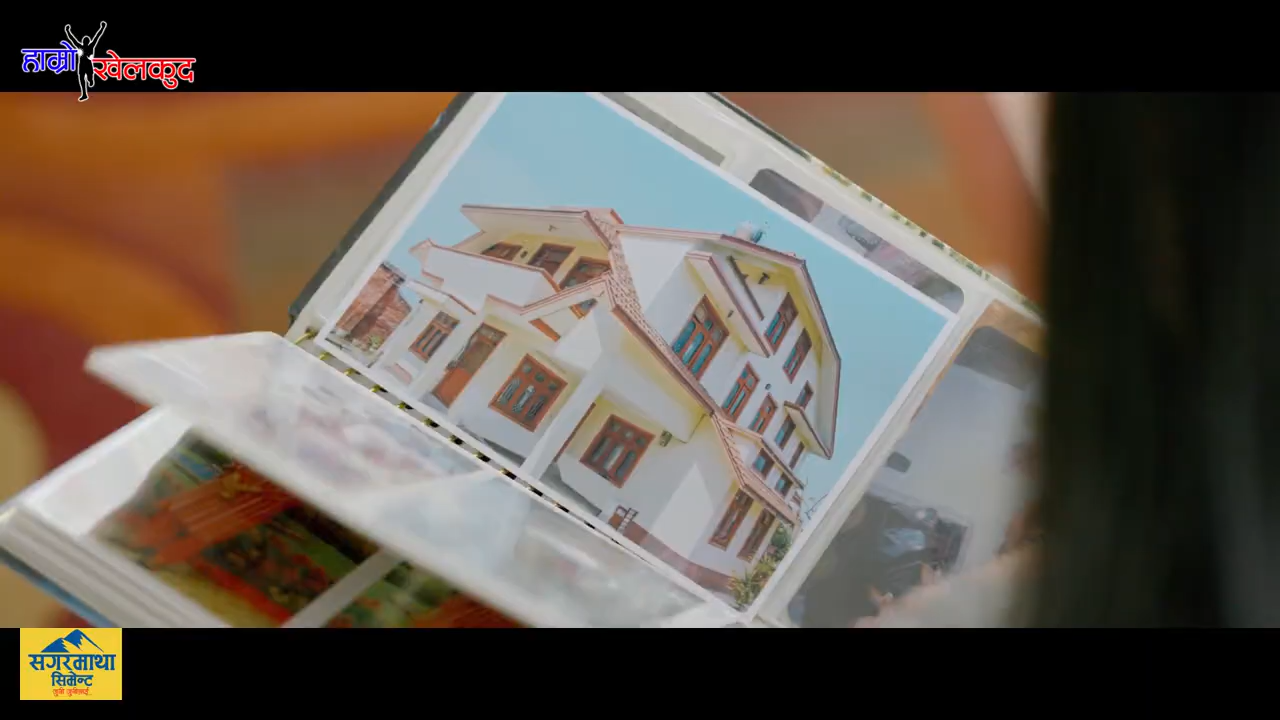 हाम्रो
खेलकुद
सगरमाथा
सिमेन्ट